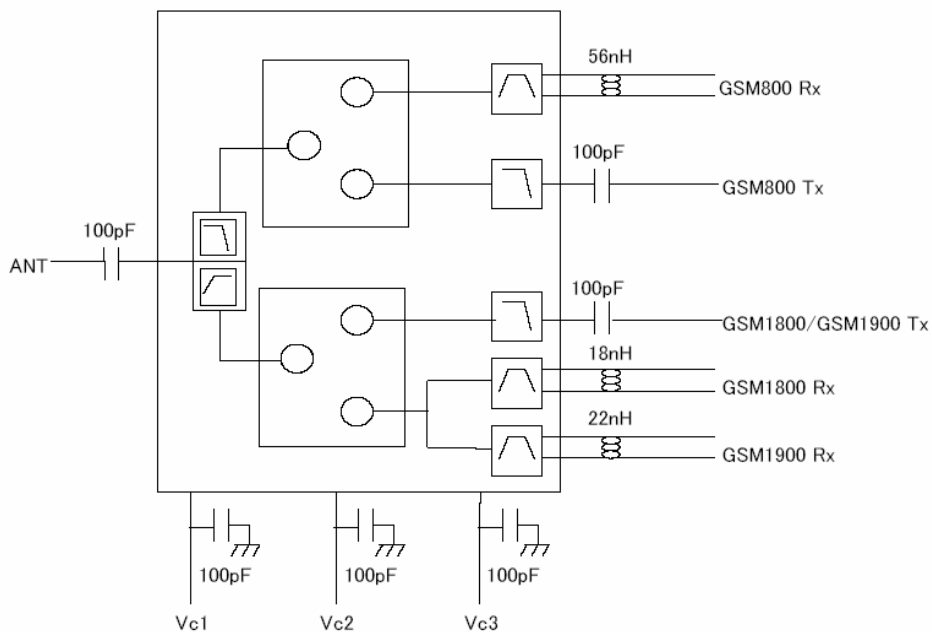 56nH
GSM800 Rx
100pF
GSM800 Tx
100pF
ANT
100pF
GSM1800/GSM1900 Tx
18nH
GSM1800 Rx
22nH
GSM1900 Rx
100pF
100pF
100pF
Vc1
Vc2
Vc3